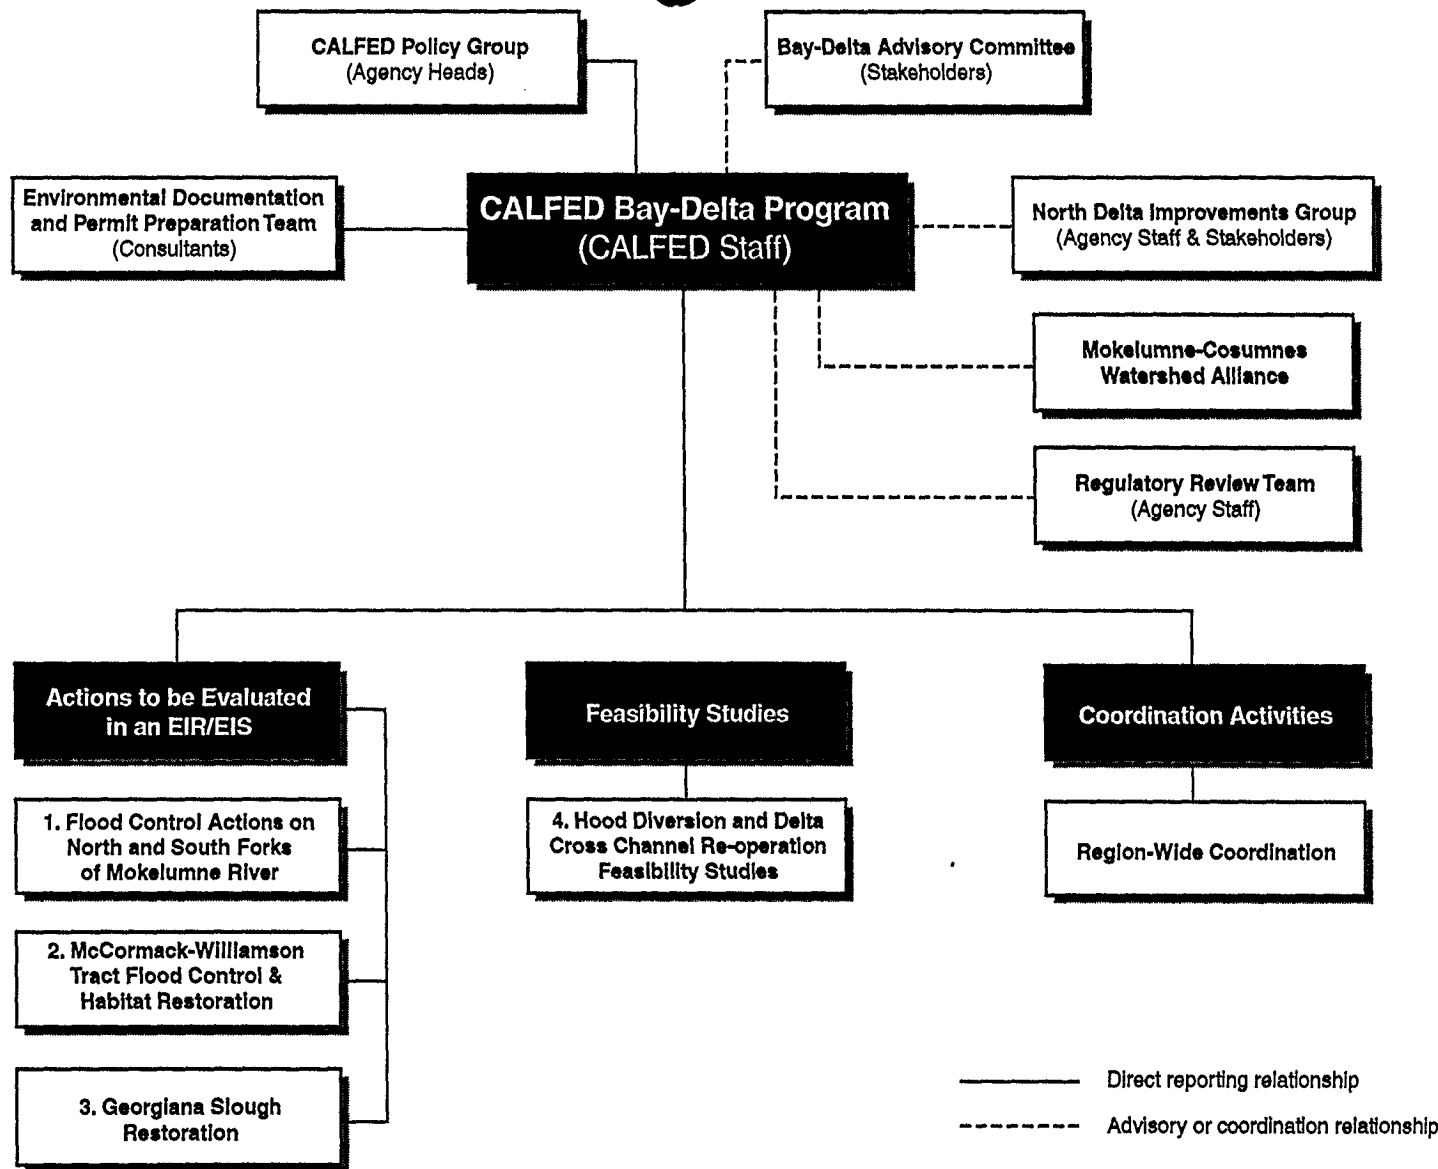 CALFED Policy Group
(Agency Heads)
Bay-Delta Advisory Committee
(Stakeholders)
Environmental Documentation
and Permit Preparation Team
(Consultants)
CALFED Bay-Delta Program
(CALFED Staff)
North Delta Improvements Group
(Agency Staff & Stakeholders)
Mokelumne-Cosumnes
Watershed Alliance
Regulatory Review Team
(Agency Staff)
Actions to be Evaluated
in an EIR/EIS
Feasibility Studies
Coordination Activities
1. Flood Control Actions on
North and South Forks
of Mokelumne River
4. Hood Diversion and Delta
Cross Channel Re-operation
Feasibility Studies
Region-Wide Coordination
2. McCormack-Williamson
Tract Flood Control &
Habitat Restoration
3. Georgiana Slough
Restoration
Direct reporting relationship
Advisory or coordination relationship